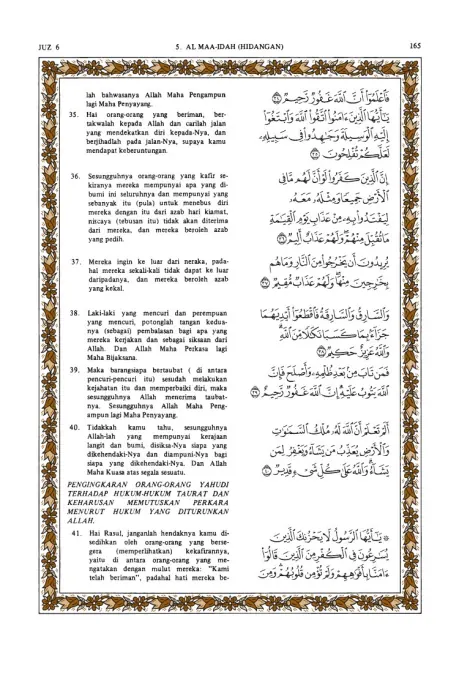 JUZ 6
5. AL MAA-IDAH (HIDANGAN)
165
lah bahwasanya Allah Maha Pengampun
lagi Maha Penyayang.
35. Hai orang-orang yang beriman, ber-
takwalah kepada Allah dan carilah jalan
yang mendekatkan diri kepada-Nya, dan
berjihadlah pada jalan-Nya, supaya kamu
mendapat keberuntungan.
36. Sesungguhnya orang-orang yang kafir se-
kiranya mereka mempunyai apa yang di-
bumi ini seluruhnya dan mempunyai yang
sebanyak itu (pula) untuk menebus diri
mereka dengan itu dari azab hari kiamat,
niscaya (tebusan itu) tidak akan diterima
dari mereka, dan mereka beroleh azab
yang pedih.
37. Mereka ingin ke luar dari neraka, pada-
hal mereka sekali-kali tidak dapat ke luar
daripadanya, dan mereka beroleh azab
yang kekal.
38. Laki-laki yang mencuri dan perempuan
yang mencuri, potonglah tangan kedua-
nya (sebagai) pembalasan bagi apa yang
mereka kerjakan dan sebagai siksaan dari
Allah. Dan Allah Maha Perkasa lagi
Maha Bijaksana.
39. Maka barangsiapa bertaubat ( di antara
pencuri-pencuri itu) sesudah melakukan
kejahatan itu dan memperbaiki diri, maka
sesungguhnya Allah menerima taubat-
nya. Sesungguhnya Allah Maha Peng-
ampun lagi Maha Penyayang.
40. Tidakkah kamu tahu, sesungguhnya
Allah-lah yang mempunyai kerajaan
langit dan bumi, disiksa-Nya siapa yang
dikehendaki-Nya dan diampuni-Nya bagi
siapa yang dikehendaki-Nya. Dan Allah
Maha Kuasa atas segala sesuatu.
PENGINGKARAN ORANG-ORANG YAHUDI
TERHADAP HUKUM-HUKUM TAURAT DAN
KEHARUSAN MEMUTUSKAN PERKARA
MENURUT HUKUM YANG DITURUNKAN
ALLAH.
41. Hai Rasul, janganlah hendaknya kamu di-
sedihkan oleh orang-orang yang berse-
gera (memperlihatkan) kekafirannya,
yaitu di antara orang-orang yang me-
ngatakan dengan mulut mereka: "Kami
telah beriman", padahal hati mereka be-
فَاعْلَمُوا أَنَّ اللَّهَ غَفُورٌ رَحِيمٌ ٣٤
يَا أَيُّهَا الَّذِينَ ءَامَنُوا اتَّقُوا اللَّهَ وَابْتَغُوا
إِلَيْهِ الْوَسِيلَةَ وَجَاهِدُوا فِي سَبِيلِهِ
لَعَلَّكُمْ تُفْلِحُونَ ٣٥
إِنَّ الَّذِينَ كَفَرُوا لَوْ أَنَّ لَهُمْ مَا فِي
الْأَرْضِ جَمِيعًا وَمِثْلَهُ مَعَهُ
لِيَفْتَدُوا بِهِ مِنْ عَذَابِ يَوْمِ الْقِيَامَةِ
مَا تُقُبِّلَ مِنْهُمْ وَلَهُمْ عَذَابٌ أَلِيمٌ ٣٦
يُرِيدُونَ أَنْ يَخْرُجُوا مِنَ النَّارِ وَمَا هُمْ
بِخَارِجِينَ مِنْهَا وَلَهُمْ عَذَابٌ مُقِيمٌ ٣٧
وَالسَّارِقُ وَالسَّارِقَةُ فَاقْطَعُوا أَيْدِيَهُمَا
جَزَاءً بِمَا كَسَبَا نَكَالًا مِنَ اللَّهِ
وَاللَّهُ عَزِيزٌ حَكِيمٌ ٣٨
فَمَنْ تَابَ مِنْ بَعْدِ ظُلْمِهِ وَأَصْلَحَ فَإِنَّ
اللَّهَ يَتُوبُ عَلَيْهِ إِنَّ اللَّهَ غَفُورٌ رَحِيمٌ ٣٩
أَلَمْ تَعْلَمْ أَنَّ اللَّهَ لَهُ مُلْكُ السَّمَاوَاتِ
وَالْأَرْضِ يُعَذِّبُ مَنْ يَشَاءُ وَيَغْفِرُ لِمَنْ
يَشَاءُ وَاللَّهُ عَلَى كُلِّ شَيْءٍ قَدِيرٌ ٤٠
يَا أَيُّهَا الرَّسُولُ لَا يَحْزُنْكَ الَّذِينَ
يُسَارِعُونَ فِي الْكُفْرِ مِنَ الَّذِينَ قَالُوا
ءَامَنَّا بِأَفْوَاهِهِمْ وَلَمْ تُؤْمِنْ قُلُوبُهُمْ وَمِنَ